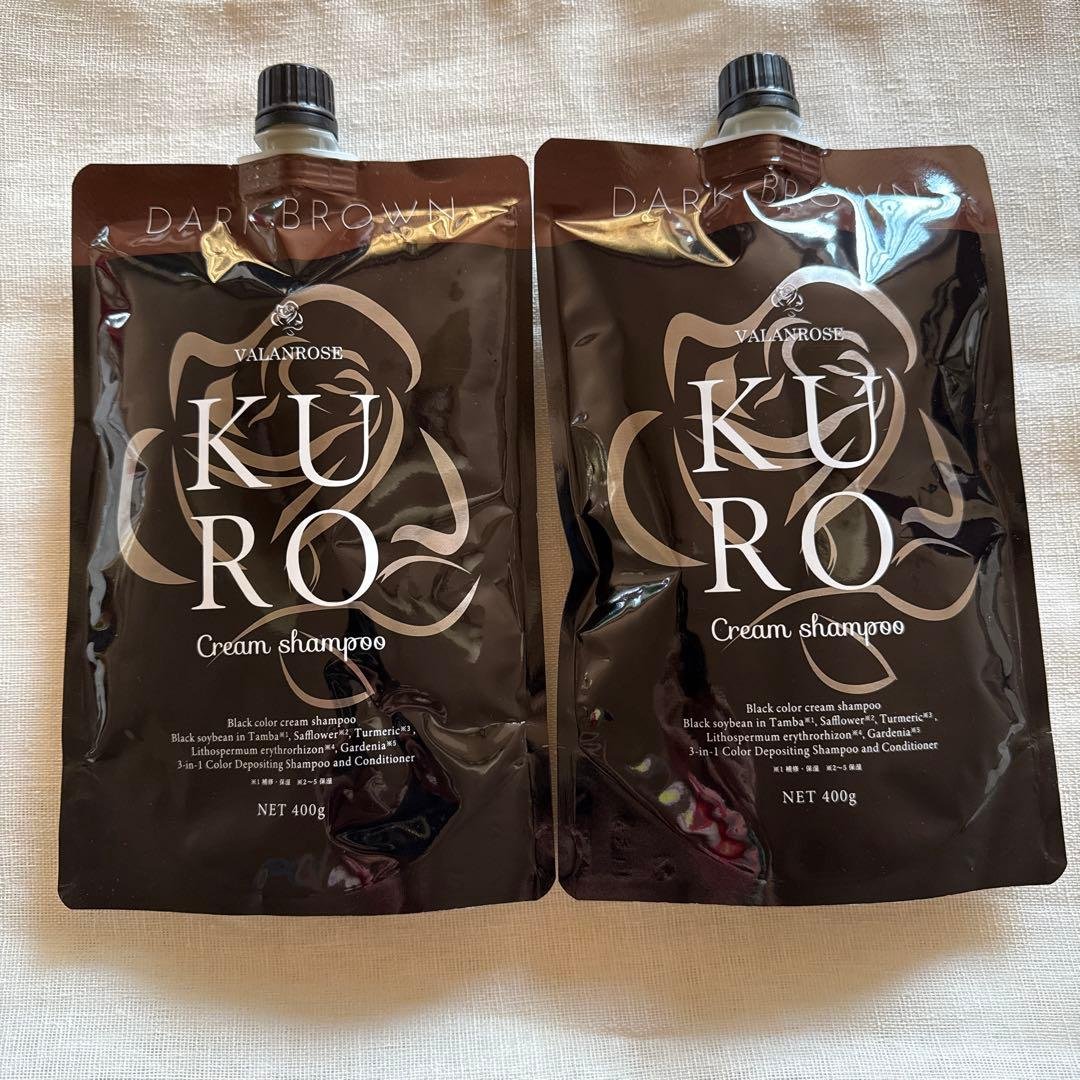 DARK BROWN
VALANROSE
KU
RO
Cream shampoo
Black color cream shampoo
Black soybean in Tamba※1, Safflower※2, Turmeric※3,
Lithospermum erythrorhizon※4, Gardenia※5
3-in-1 Color Depositing Shampoo and Conditioner
※1 補修・保湿 ※2～5 保湿
NET 400g
DARK BROWN
VALANROSE
KU
RO
Cream shampoo
Black color cream shampoo
Black soybean in Tamba※1, Safflower※2, Turmeric※3,
Lithospermum erythrorhizon※4, Gardenia※5
3-in-1 Color Depositing Shampoo and Conditioner
※1 補修・保湿 ※2～5 保湿
NET 400g